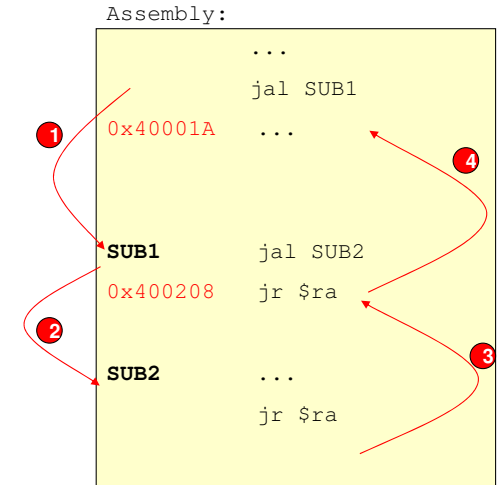 Assembly:
...
jal SUB1
1 0x40001A ...
4
SUB1 jal SUB2
0x400208 jr $ra
2
3
SUB2 ...
jr $ra